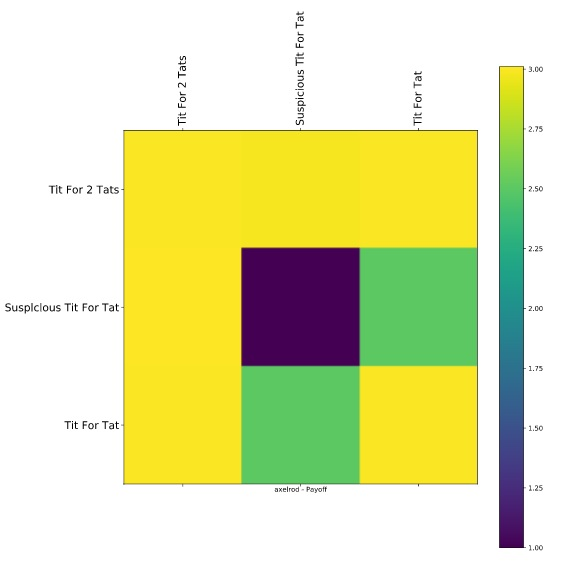 Tit For 2 Tats
Suspicious Tit For Tat
Tit For Tat
Tit For 2 Tats
Suspicious Tit For Tat
Tit For Tat
axelrod - Payoff
3.00
2.75
2.50
2.25
2.00
1.75
1.50
1.25
1.00